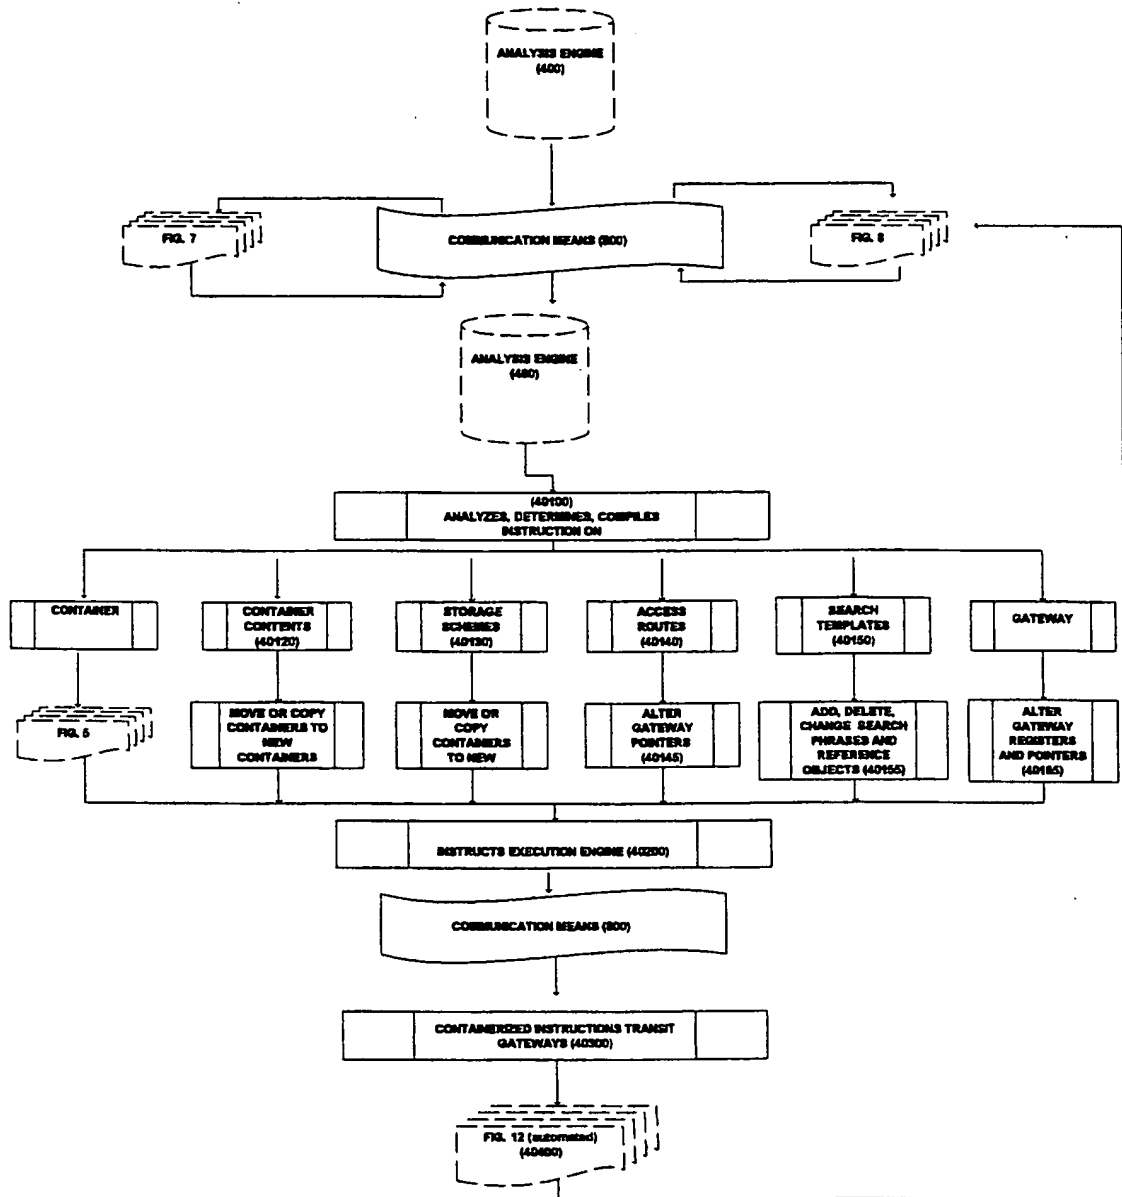 ANALYSIS ENGINE
(400)
FIG. 7
COMMUNICATION MEANS (800)
FIG. 8
ANALYSIS ENGINE
(480)
(40100)
ANALYZES, DETERMINES, COMPILES
INSTRUCTION ON
CONTAINER
CONTAINER
CONTENTS
(40120)
STORAGE
SCHEMES
(40130)
ACCESS
ROUTES
(40140)
SEARCH
TEMPLATES
(40150)
GATEWAY
FIG. 5
MOVE OR COPY
CONTAINERS TO
NEW
CONTAINERS
MOVE OR
COPY
CONTAINERS
TO NEW
ALTER
GATEWAY
POINTERS
(40145)
ADD, DELETE,
CHANGE SEARCH
PHRASES AND
REFERENCE
OBJECTS (40155)
ALTER
GATEWAY
REGISTERS
AND POINTERS
(40165)
INSTRUCTS EXECUTION ENGINE (40200)
COMMUNICATION MEANS (800)
CONTAINERIZED INSTRUCTIONS TRANSIT
GATEWAYS (40300)
FIG. 12 (automated)
(40400)